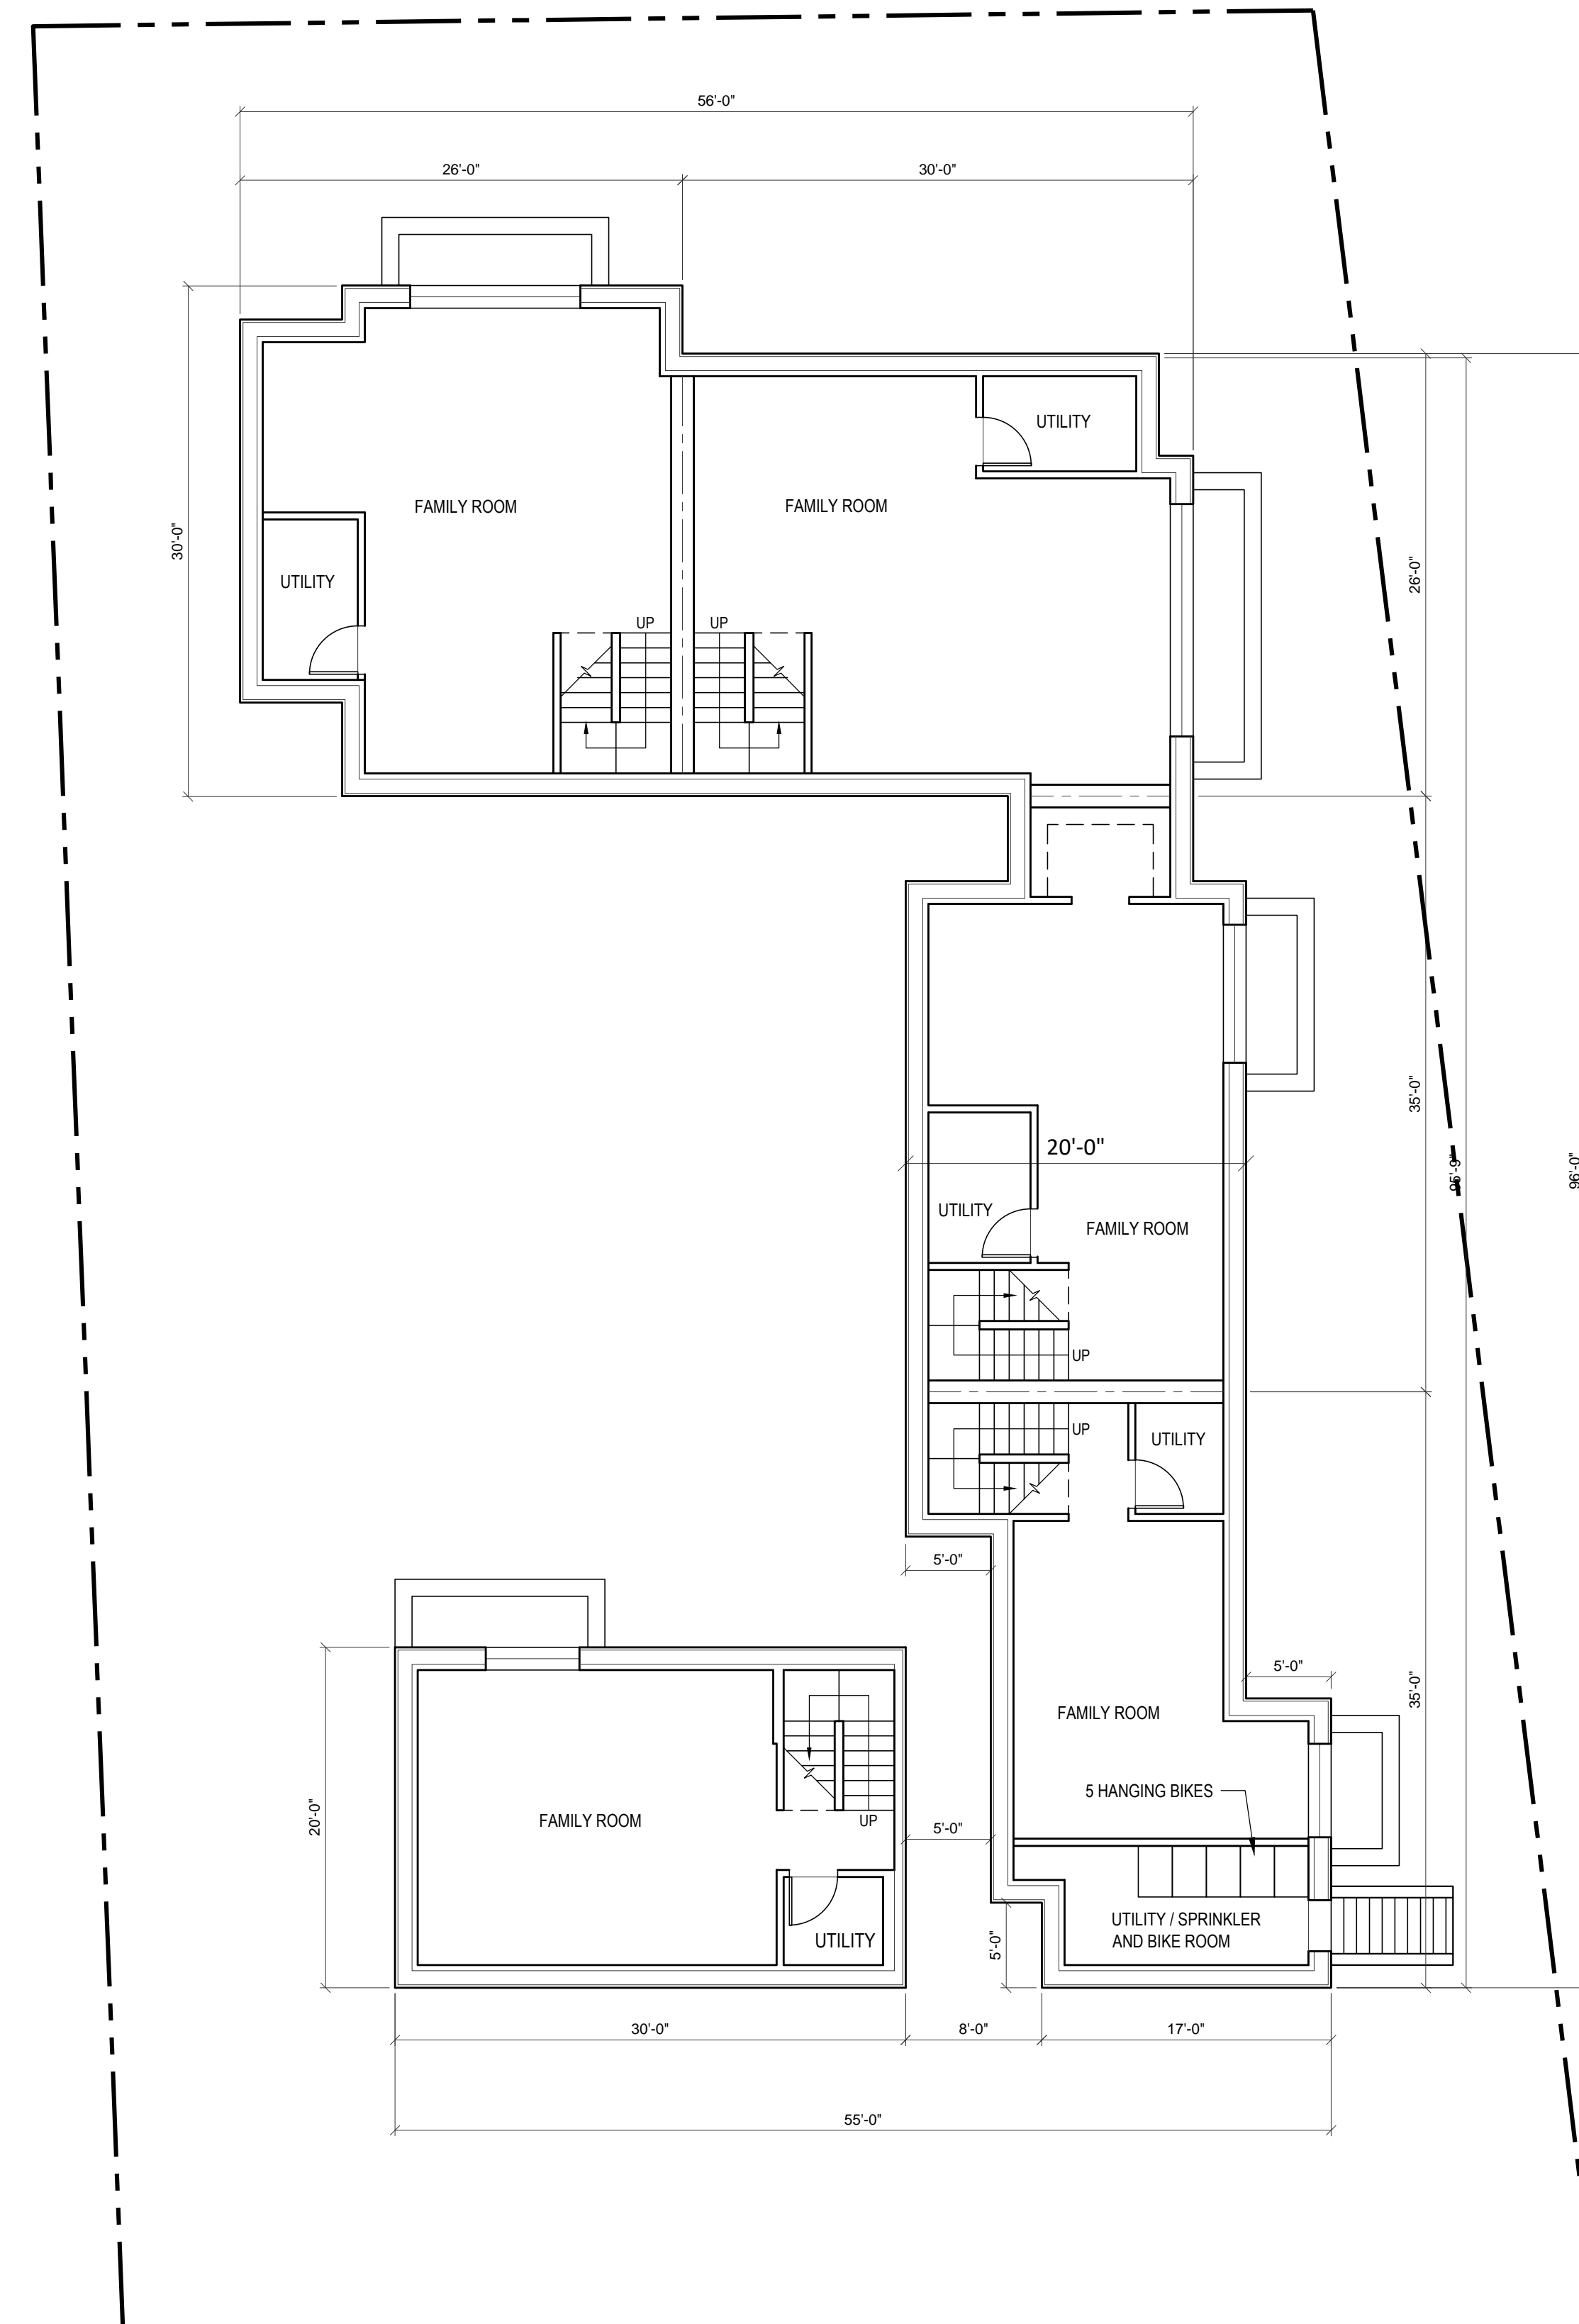 56'-0"
26'-0"
30'-0"
UTILITY
FAMILY ROOM
FAMILY ROOM
30'-0"
26'-0"
UTILITY
UP
UP
35'-0"
20'-0"
95'-9"
96'-0"
UTILITY
FAMILY ROOM
UP
UP
UTILITY
5'-0"
5'-0"
35'-0"
FAMILY ROOM
5 HANGING BIKES
20'-0"
FAMILY ROOM
UP
5'-0"
UTILITY / SPRINKLER
AND BIKE ROOM
UTILITY
5'-0"
30'-0"
8'-0"
17'-0"
55'-0"